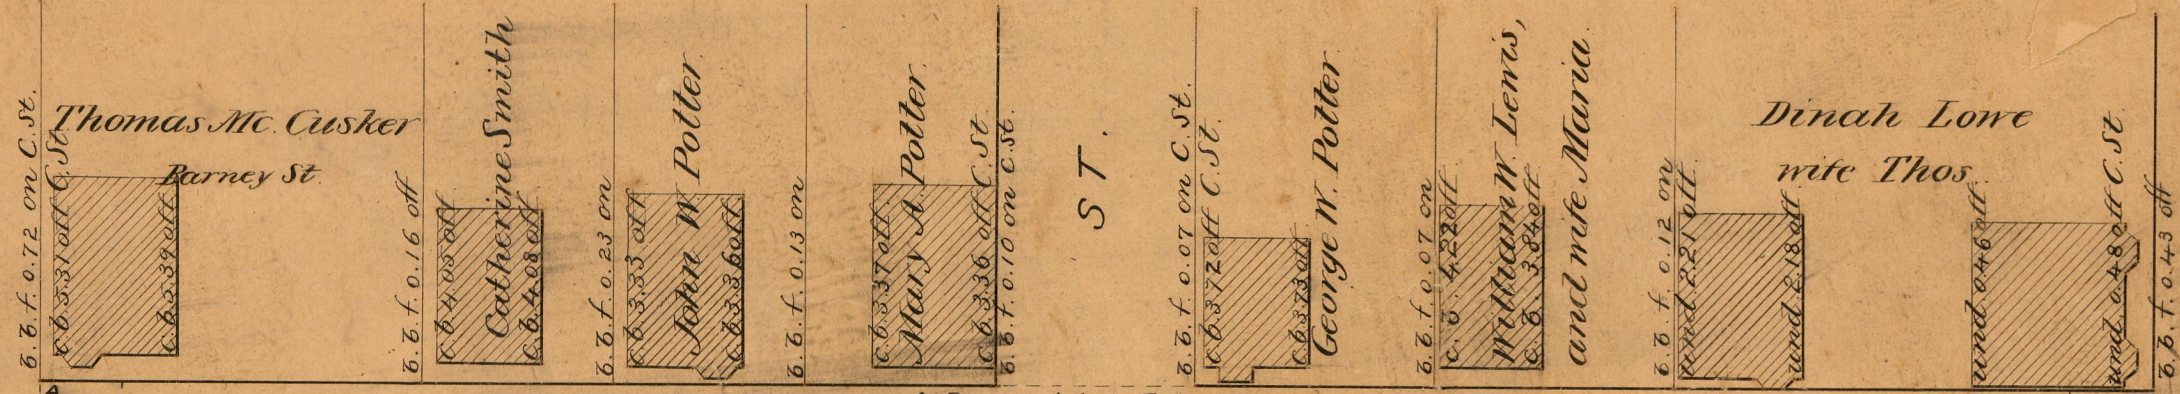 b.b.f. 0.72 on C. St.
c.b. 5.31 off C. St.
Thomas Mc. Cusker
Barney St.
c.b. 5.39 off
b.b.f. 0.16 off
c.b. 4.05 off
Catherine Smith
c.b. 4.08 off
b.b.f. 0.23 on
c.b. 3.33 off
John W Potter
c.b. 3.36 off
b.b.f. 0.13 on
c.b. 3.37 off
Mary A. Potter
c.b. 3.36 off C. St.
b.b.f. 0.10 on C. St.
ST.
b.b.f. 0.07 on C. St.
c.b. 3.72 off C. St.
c.b. 3.73 off
George W. Potter
b.b.f. 0.07 on
c.b. 4.22 off
William W. Lewis,
c.b. 3.84 off
and wife Maria
b.b.f. 0.12 on
und 2.21 off
Dinah Lowe
wife Thos.
und 2.18 off
und 0.46 off
und 0.48 off C. St
b.b.f. 0.43 off
A